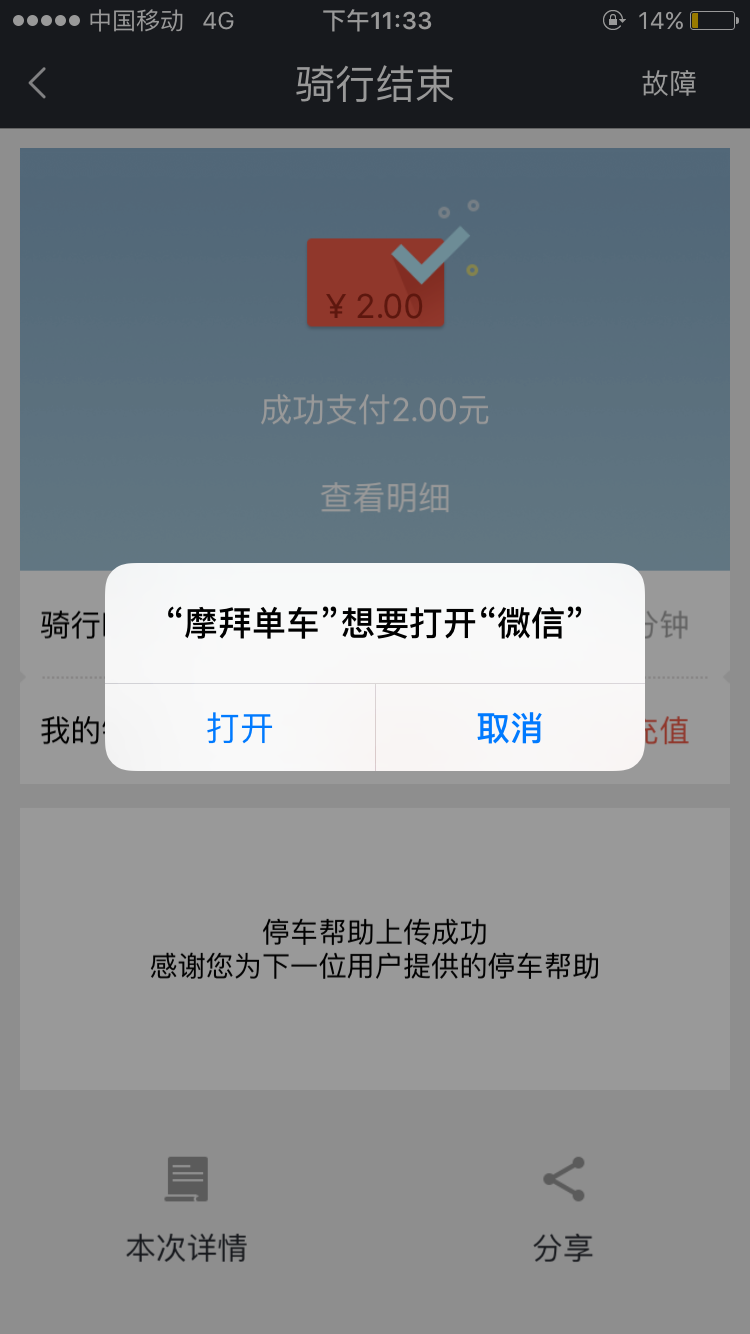 中国移动 4G 下午11:33 14%
骑行结束 故障
¥ 2.00
成功支付2.00元
查看明细
“摩拜单车”想要打开“微信”
骑行 分钟
打开 取消
我的 充值
停车帮助上传成功
感谢您为下一位用户提供的停车帮助
本次详情 分享